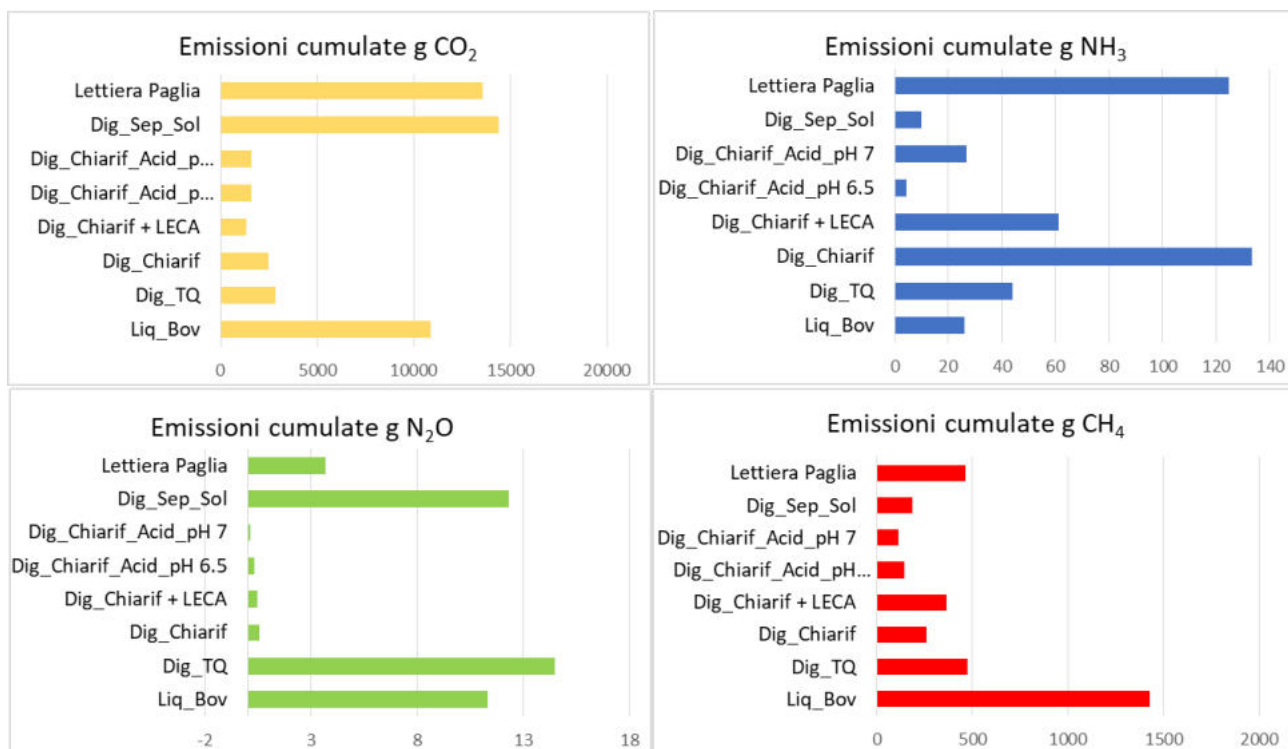 Emissioni cumulate g CO₂
Lettiera Paglia
Dig_Sep_Sol
Dig_Chiarif_Acid_p...
Dig_Chiarif_Acid_p...
Dig_Chiarif + LECA
Dig_Chiarif
Dig_TQ
Liq_Bov
0 5000 10000 15000 20000
Emissioni cumulate g NH₃
Lettiera Paglia
Dig_Sep_Sol
Dig_Chiarif_Acid_pH 7
Dig_Chiarif_Acid_pH 6.5
Dig_Chiarif + LECA
Dig_Chiarif
Dig_TQ
Liq_Bov
0 20 40 60 80 100 120 140
Emissioni cumulate g N₂O
Lettiera Paglia
Dig_Sep_Sol
Dig_Chiarif_Acid_pH 7
Dig_Chiarif_Acid_pH 6.5
Dig_Chiarif + LECA
Dig_Chiarif
Dig_TQ
Liq_Bov
-2 3 8 13 18
Emissioni cumulate g CH₄
Lettiera Paglia
Dig_Sep_Sol
Dig_Chiarif_Acid_pH 7
Dig_Chiarif_Acid_pH...
Dig_Chiarif + LECA
Dig_Chiarif
Dig_TQ
Liq_Bov
0 500 1000 1500 2000